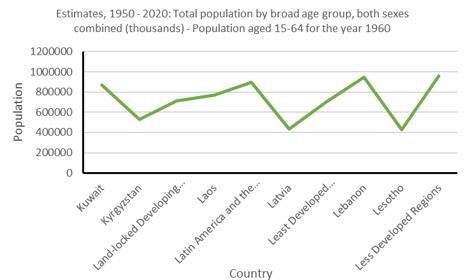 Estimates, 1950 - 2020: Total population by broad age group, both sexes
combined (thousands) - Population aged 15-64 for the year 1960
Population
1200000
1000000
800000
600000
400000
200000
0
Kuwait
Kyrgyzstan
Land-locked Developing...
Laos
Latin America and the...
Latvia
Least Developed...
Lebanon
Lesotho
Less Developed Regions
Country